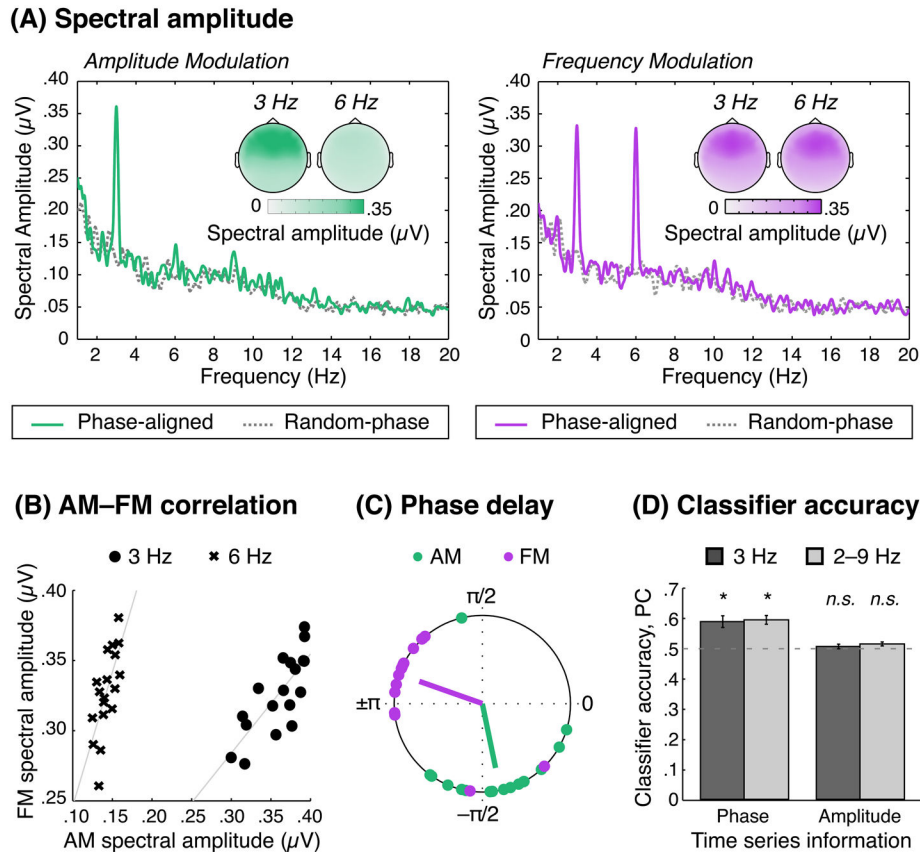 (A) Spectral amplitude
Amplitude Modulation
Spectral Amplitude (µV)
.40
.35
.30
.25
.20
.15
.10
.05
0
3 Hz 6 Hz
0 .35
Spectral amplitude (µV)
2 4 6 8 10 12 14 16 18 20
Frequency (Hz)
Phase-aligned Random-phase
Frequency Modulation
Spectral Amplitude (µV)
.40
.35
.30
.25
.20
.15
.10
.05
0
3 Hz 6 Hz
0 .35
Spectral amplitude (µV)
2 4 6 8 10 12 14 16 18 20
Frequency (Hz)
Phase-aligned Random-phase
(B) AM–FM correlation
3 Hz 6 Hz
FM spectral amplitude (µV)
.40
.35
.30
.25
.10 .15 .20 .25 .30 .35 .40
AM spectral amplitude (µV)
(C) Phase delay
AM FM
π/2
±π 0
−π/2
(D) Classifier accuracy
3 Hz 2–9 Hz
Classifier accuracy, PC
.7
.6
.5
.4
.3
.2
.1
0
* * n.s. n.s.
Phase Amplitude
Time series information